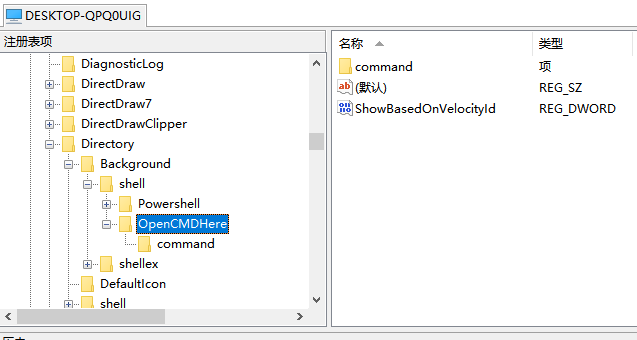 DESKTOP-QPQ0UIG
注册表项
DiagnosticLog
DirectDraw
DirectDraw7
DirectDrawClipper
Directory
Background
shell
Powershell
OpenCMDHere
command
shellex
DefaultIcon
shell
名称 类型
command 项
(默认) REG_SZ
ShowBasedOnVelocityId REG_DWORD